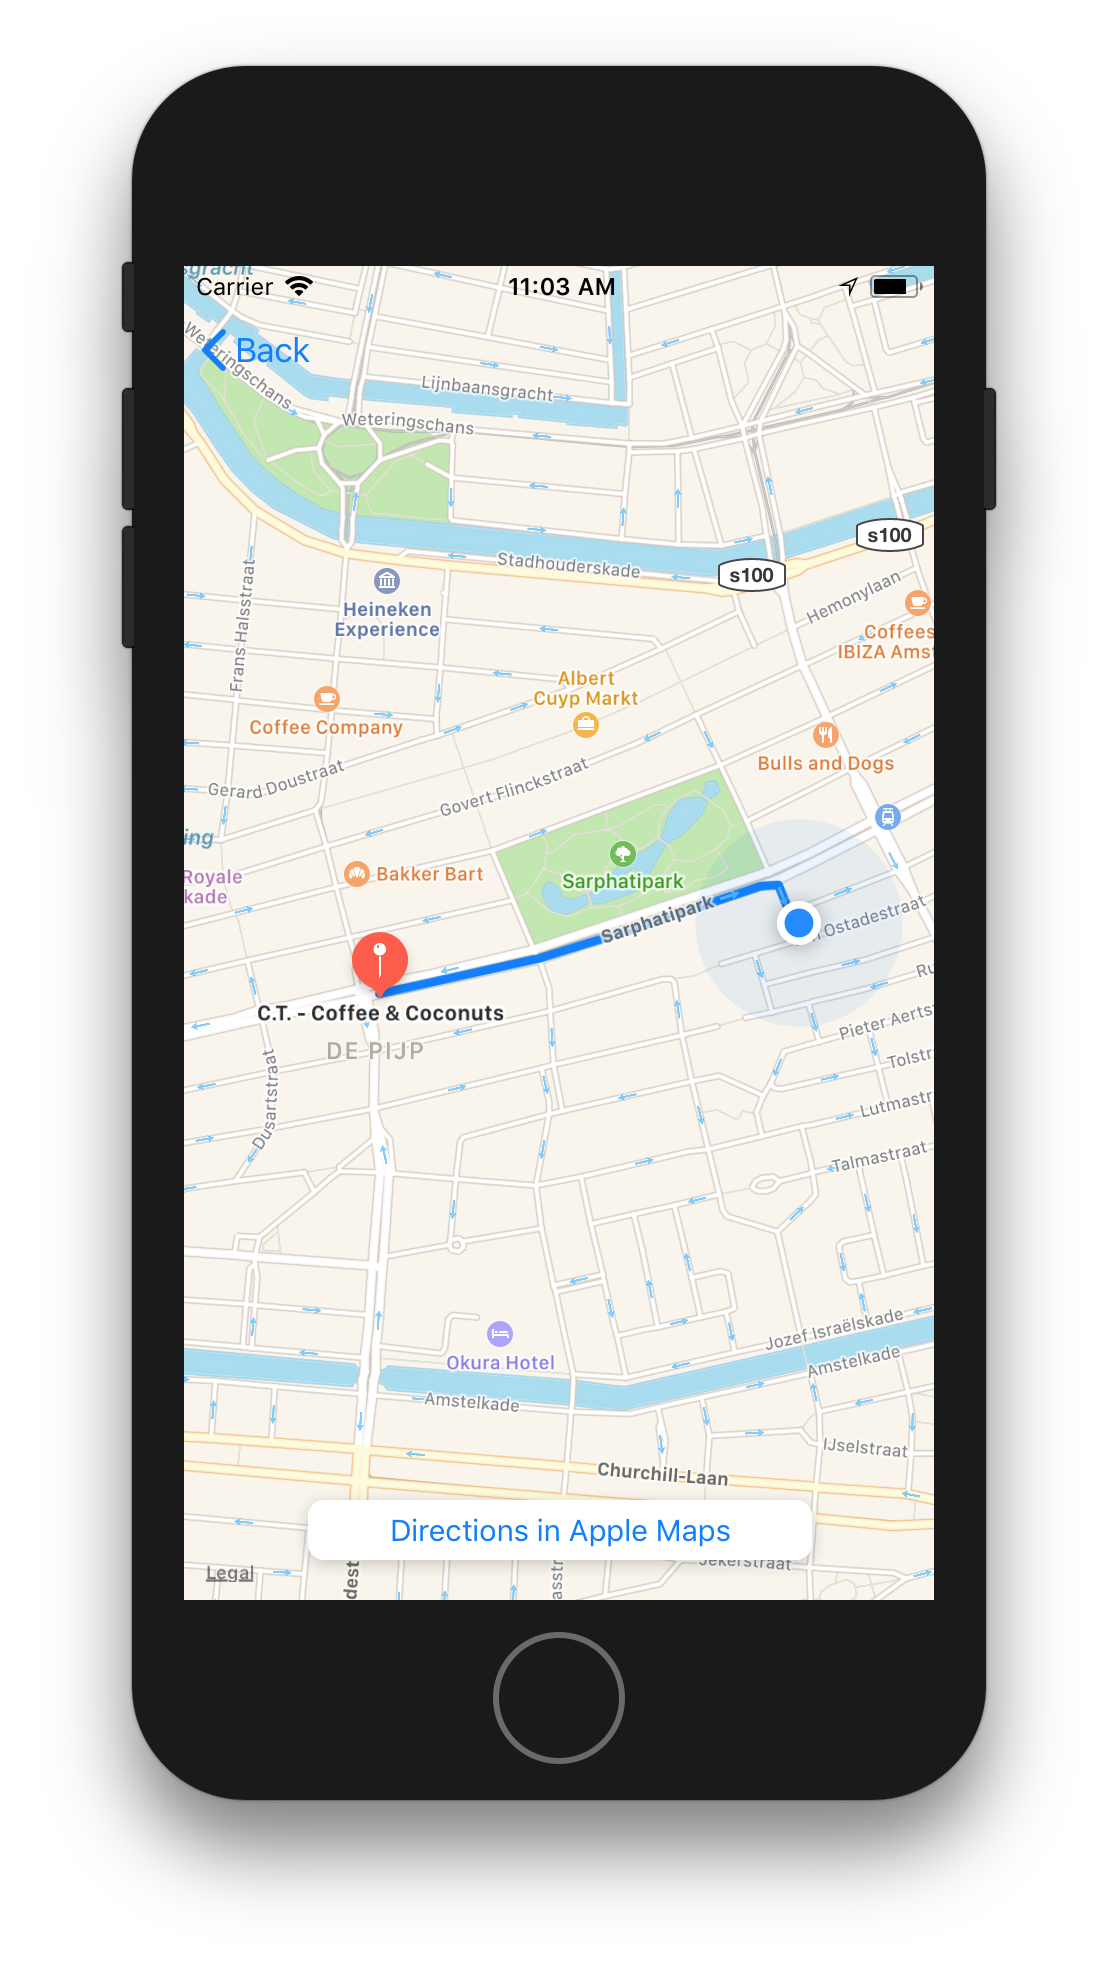 sgracht
Carrier
11:03 AM
Back
Weteringschans
Lijnbaansgracht
Weteringschans
s100
Stadhouderskade
s100
Hemonylaan
Frans Halsstraat
Heineken
Experience
Coffees
IBIZA Amst
Albert
Cuyp Markt
Coffee Company
Bulls and Dogs
Gerard Doustraat
Govert Flinckstraat
ing
Royale
kade
Bakker Bart
Sarphatipark
Sarphatipark
Ostadestraat
Ru
C.T. - Coffee & Coconuts
DE PIJP
Pieter Aertss
Tolstr
Dusartstraat
Lutmastr
Talmastraat
Jozef Israëlskade
Okura Hotel
Amstelkade
Amstelkade
IJselstraat
Churchill-Laan
Directions in Apple Maps
Jekerstraat
Legal
dest
asstr